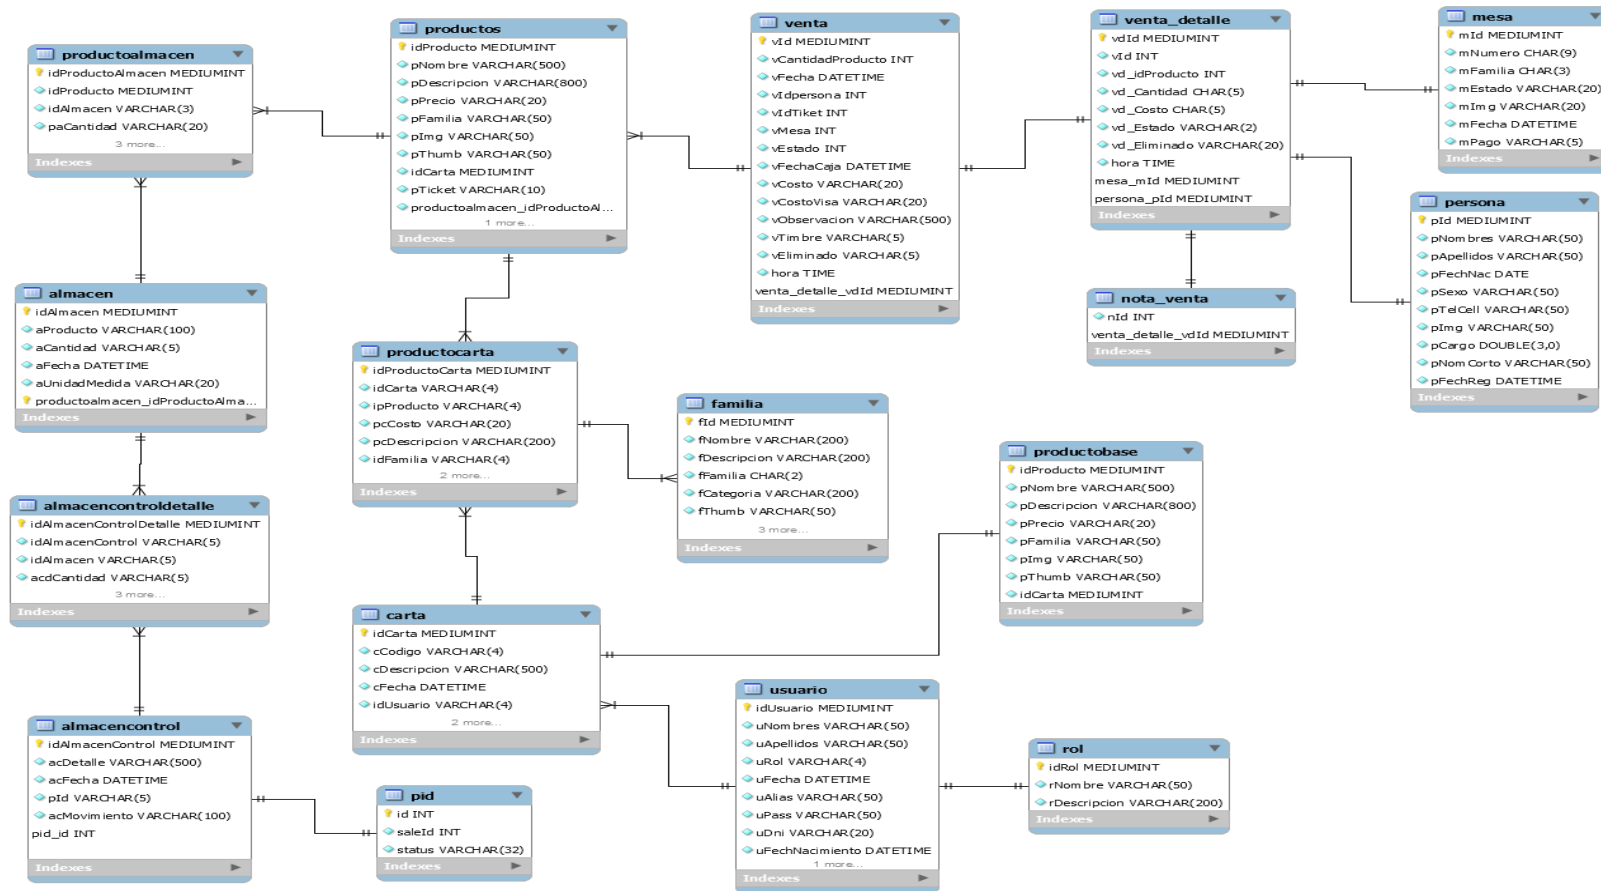 productoalmacen
idProductoAlmacen MEDIUMINT
idProducto MEDIUMINT
idAlmacen VARCHAR(3)
paCantidad VARCHAR(20)
3 more...
Indexes
productos
idProducto MEDIUMINT
pNombre VARCHAR(500)
pDescripcion VARCHAR(800)
pPrecio VARCHAR(20)
pFamilia VARCHAR(50)
pImg VARCHAR(50)
pThumb VARCHAR(50)
idCarta MEDIUMINT
pTicket VARCHAR(10)
productoalmacen_idProductoAl...
1 more...
Indexes
venta
vId MEDIUMINT
vCantidadProducto INT
vFecha DATETIME
vIdpersona INT
vIdTiket INT
vMesa INT
vEstado INT
vFechaCaja DATETIME
vCosto VARCHAR(20)
vCostoVisa VARCHAR(20)
vObservacion VARCHAR(500)
vTimbre VARCHAR(5)
vEliminado VARCHAR(5)
hora TIME
venta_detalle_vdId MEDIUMINT
Indexes
venta_detalle
vdId MEDIUMINT
vId INT
vd_idProducto INT
vd_Cantidad CHAR(5)
vd_Costo CHAR(5)
vd_Estado VARCHAR(2)
vd_Eliminado VARCHAR(20)
hora TIME
mesa_mId MEDIUMINT
persona_pId MEDIUMINT
Indexes
mesa
mId MEDIUMINT
mNumero CHAR(9)
mFamilia CHAR(3)
mEstado VARCHAR(20)
mImg VARCHAR(20)
mFecha DATETIME
mPago VARCHAR(5)
Indexes
persona
pId MEDIUMINT
pNombres VARCHAR(50)
pApellidos VARCHAR(50)
pFechNac DATE
pSexo VARCHAR(50)
pTelCell VARCHAR(50)
pImg VARCHAR(50)
pCargo DOUBLE(3,0)
pNomCorto VARCHAR(50)
pFechReg DATETIME
Indexes
nota_venta
nId INT
venta_detalle_vdId MEDIUMINT
Indexes
almacen
idAlmacen MEDIUMINT
aProducto VARCHAR(100)
aCantidad VARCHAR(5)
aFecha DATETIME
aUnidadMedida VARCHAR(20)
productoalmacen_idProductoAlma...
Indexes
productocarta
idProductoCarta MEDIUMINT
idCarta VARCHAR(4)
ipProducto VARCHAR(4)
pcCosto VARCHAR(20)
pcDescripcion VARCHAR(200)
idFamilia VARCHAR(4)
2 more...
Indexes
familia
fId MEDIUMINT
fNombre VARCHAR(200)
fDescripcion VARCHAR(200)
fFamilia CHAR(2)
fCategoria VARCHAR(200)
fThumb VARCHAR(50)
3 more...
Indexes
productobase
idProducto MEDIUMINT
pNombre VARCHAR(500)
pDescripcion VARCHAR(800)
pPrecio VARCHAR(20)
pFamilia VARCHAR(50)
pImg VARCHAR(50)
pThumb VARCHAR(50)
idCarta MEDIUMINT
Indexes
almacencontroldetalle
idAlmacenControlDetalle MEDIUMINT
idAlmacenControl VARCHAR(5)
idAlmacen VARCHAR(5)
acdCantidad VARCHAR(5)
3 more...
Indexes
carta
idCarta MEDIUMINT
cCodigo VARCHAR(4)
cDescripcion VARCHAR(500)
cFecha DATETIME
idUsuario VARCHAR(4)
2 more...
Indexes
almacencontrol
idAlmacenControl MEDIUMINT
acDetalle VARCHAR(500)
acFecha DATETIME
pId VARCHAR(5)
acMovimiento VARCHAR(100)
pid_id INT
Indexes
pid
id INT
saleId INT
status VARCHAR(32)
Indexes
usuario
idUsuario MEDIUMINT
uNombres VARCHAR(50)
uApellidos VARCHAR(50)
uRol VARCHAR(4)
uFecha DATETIME
uAlias VARCHAR(50)
uPass VARCHAR(50)
uDni VARCHAR(20)
uFechNacimiento DATETIME
1 more...
Indexes
rol
idRol MEDIUMINT
rNombre VARCHAR(50)
rDescripcion VARCHAR(200)
Indexes